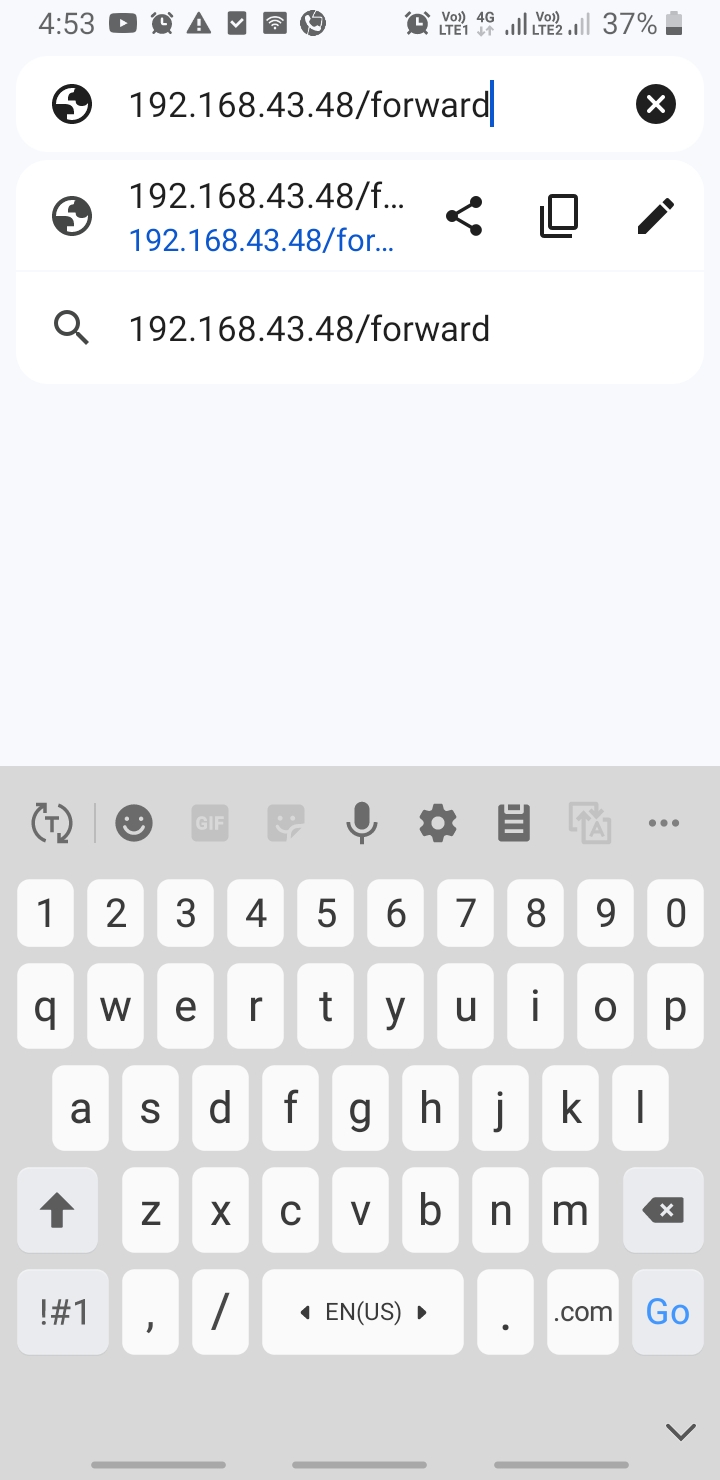 4:53 Vo)) LTE1 4G Vo)) LTE2 37%
192.168.43.48/forward
192.168.43.48/f...
192.168.43.48/for...
192.168.43.48/forward
T GIF A
1 2 3 4 5 6 7 8 9 0
q w e r t y u i o p
a s d f g h j k l
z x c v b n m
!#1 , / EN(US) . .com Go